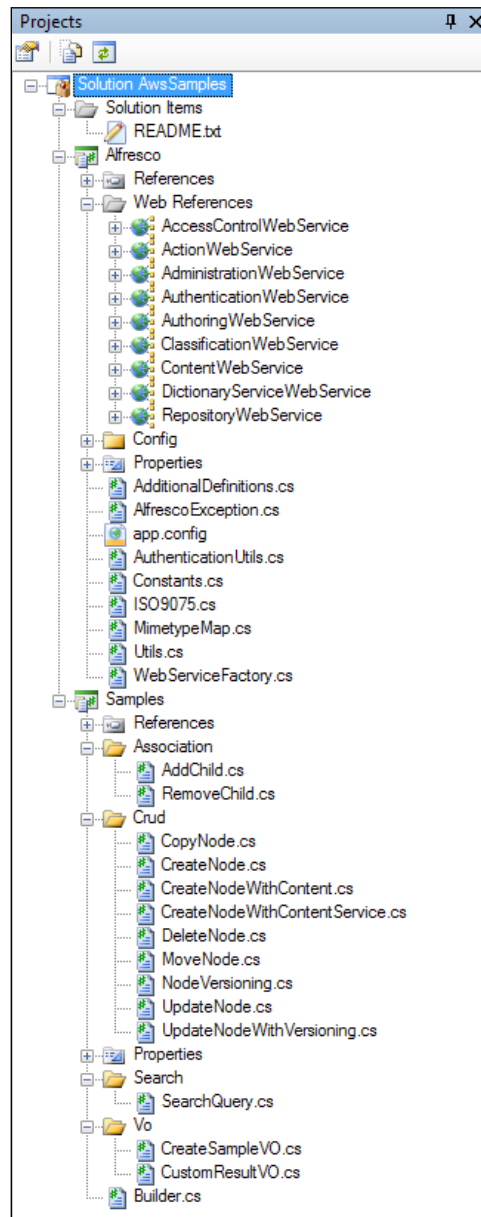 Projects
Solution AwsSamples
Solution Items
README.txt
Alfresco
References
Web References
AccessControlWebService
ActionWebService
AdministrationWebService
AuthenticationWebService
AuthoringWebService
ClassificationWebService
ContentWebService
DictionaryServiceWebService
RepositoryWebService
Config
Properties
AdditionalDefinitions.cs
AlfrescoException.cs
app.config
AuthenticationUtils.cs
Constants.cs
ISO9075.cs
MimetypeMap.cs
Utils.cs
WebServiceFactory.cs
Samples
References
Association
AddChild.cs
RemoveChild.cs
Crud
CopyNode.cs
CreateNode.cs
CreateNodeWithContent.cs
CreateNodeWithContentService.cs
DeleteNode.cs
MoveNode.cs
NodeVersioning.cs
UpdateNode.cs
UpdateNodeWithVersioning.cs
Properties
Search
SearchQuery.cs
Vo
CreateSampleVO.cs
CustomResultVO.cs
Builder.cs